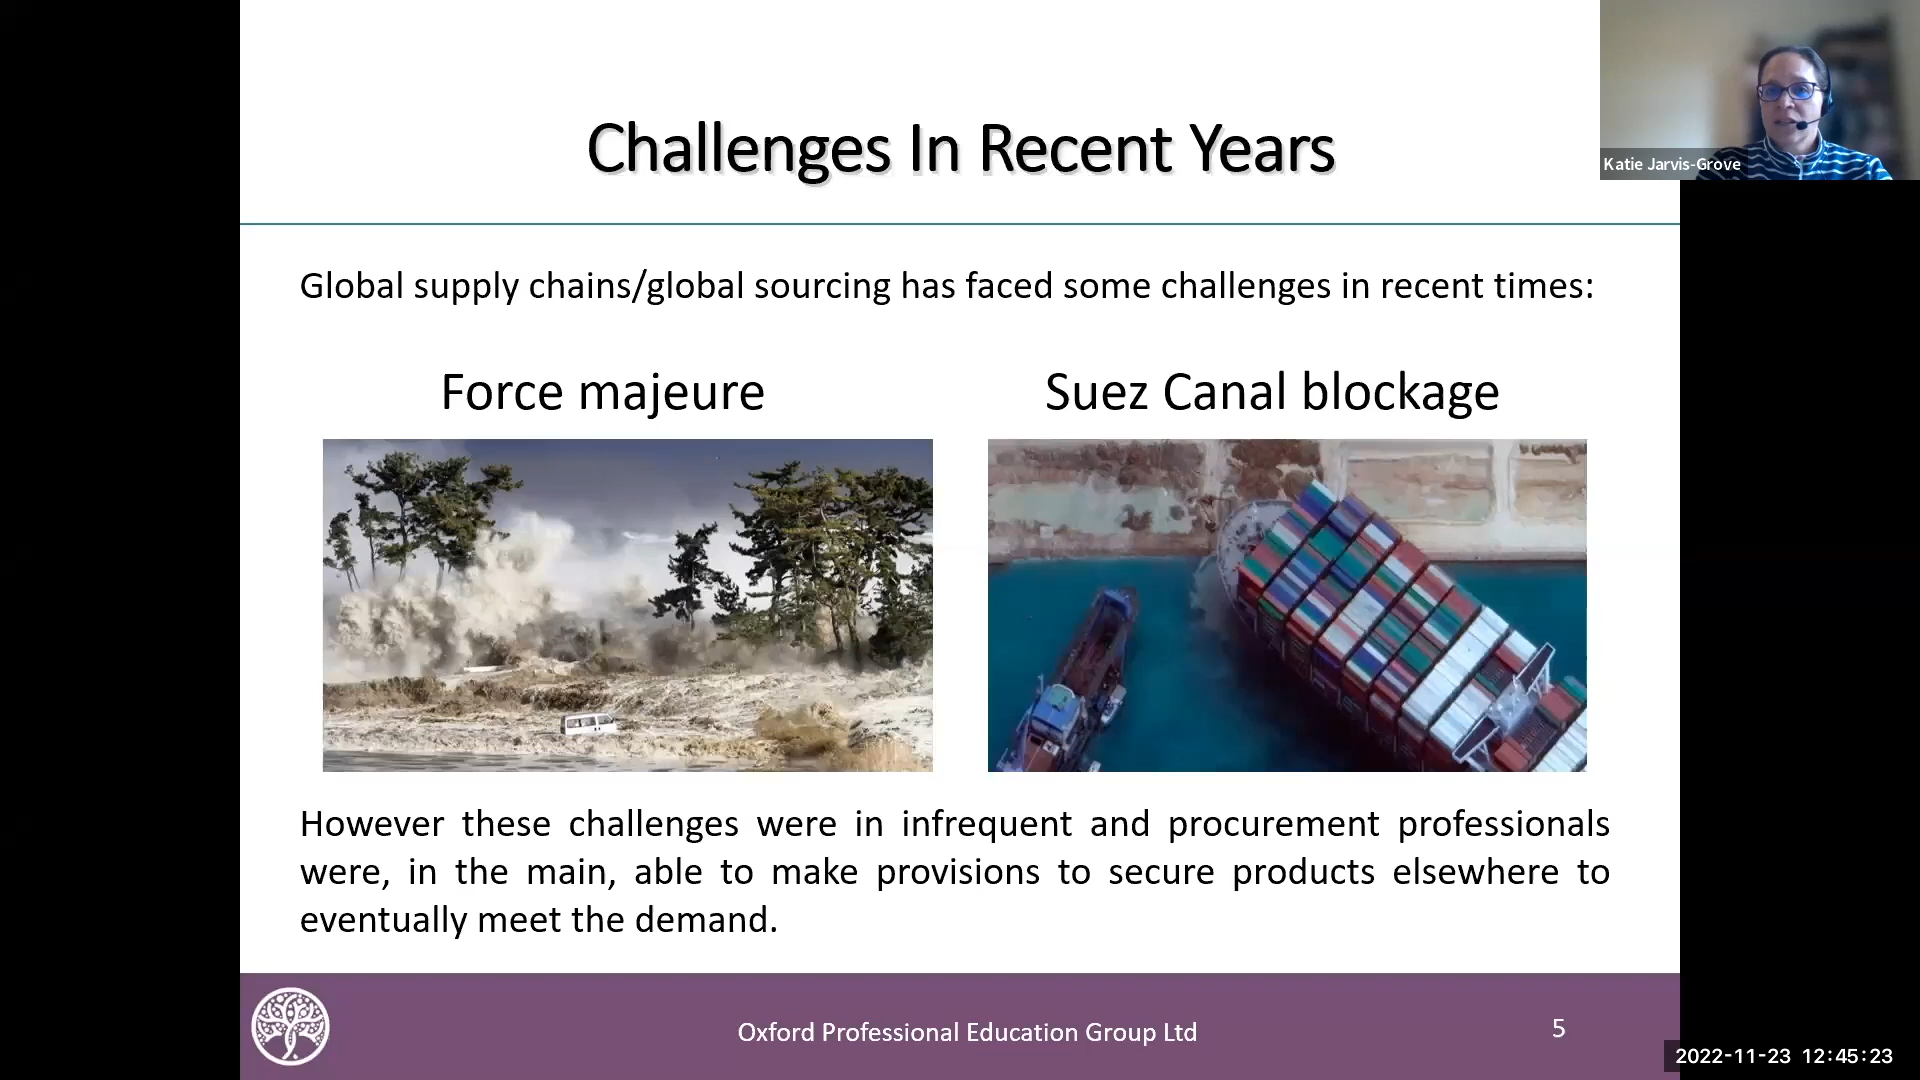 Challenges In Recent Years
Katie Jarvis-Grove
Global supply chains/global sourcing has faced some challenges in recent times:
Force majeure
Suez Canal blockage
However these challenges were in infrequent and procurement professionals
were, in the main, able to make provisions to secure products elsewhere to
eventually meet the demand.
Oxford Professional Education Group Ltd
5
2022-11-23 12:45:23